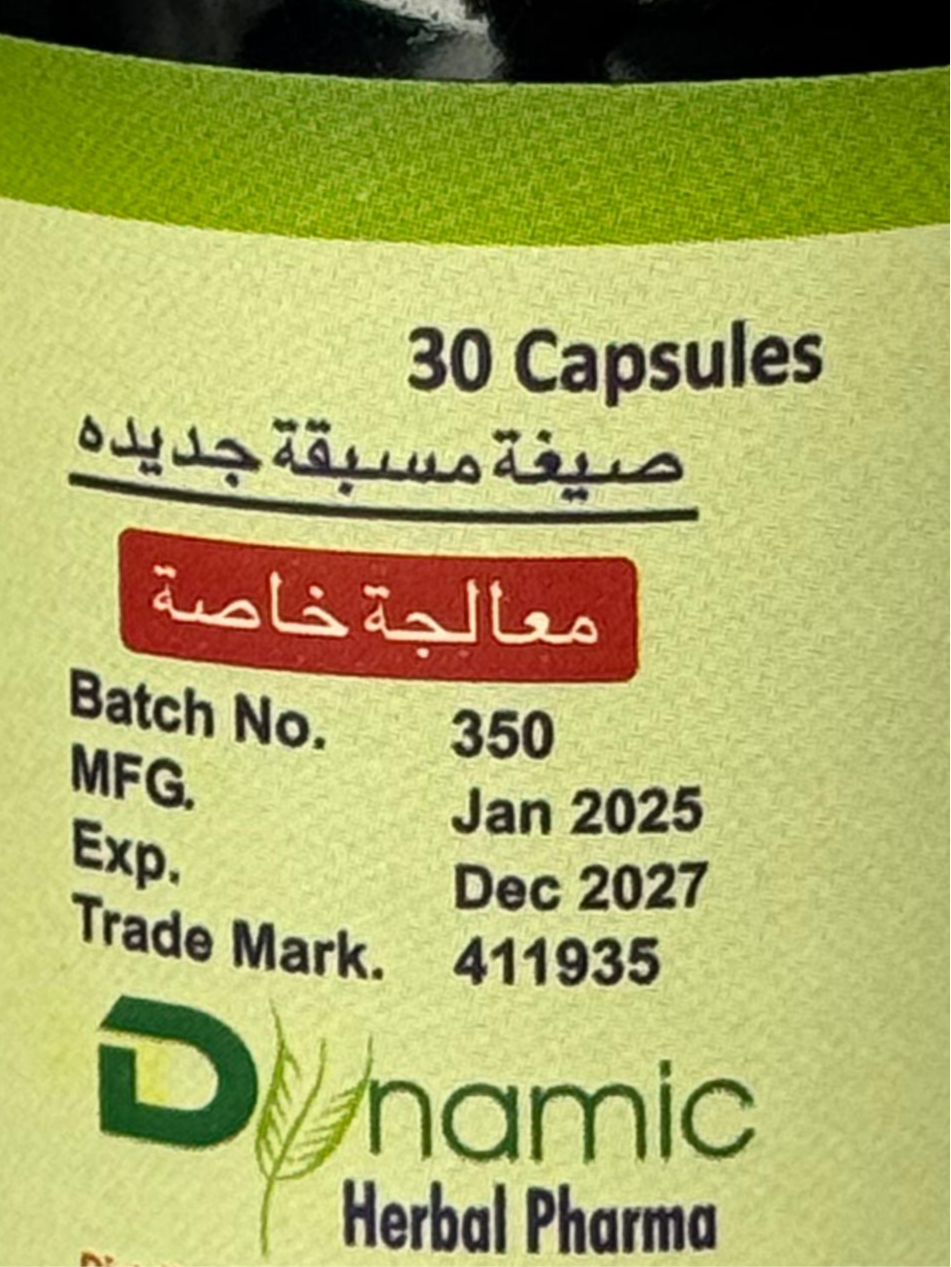 30 Capsules
صيغة مسبقة جديده
معالجة خاصة
Batch No. 350
MFG. Jan 2025
Exp. Dec 2027
Trade Mark. 411935
Dynamic
Herbal Pharma